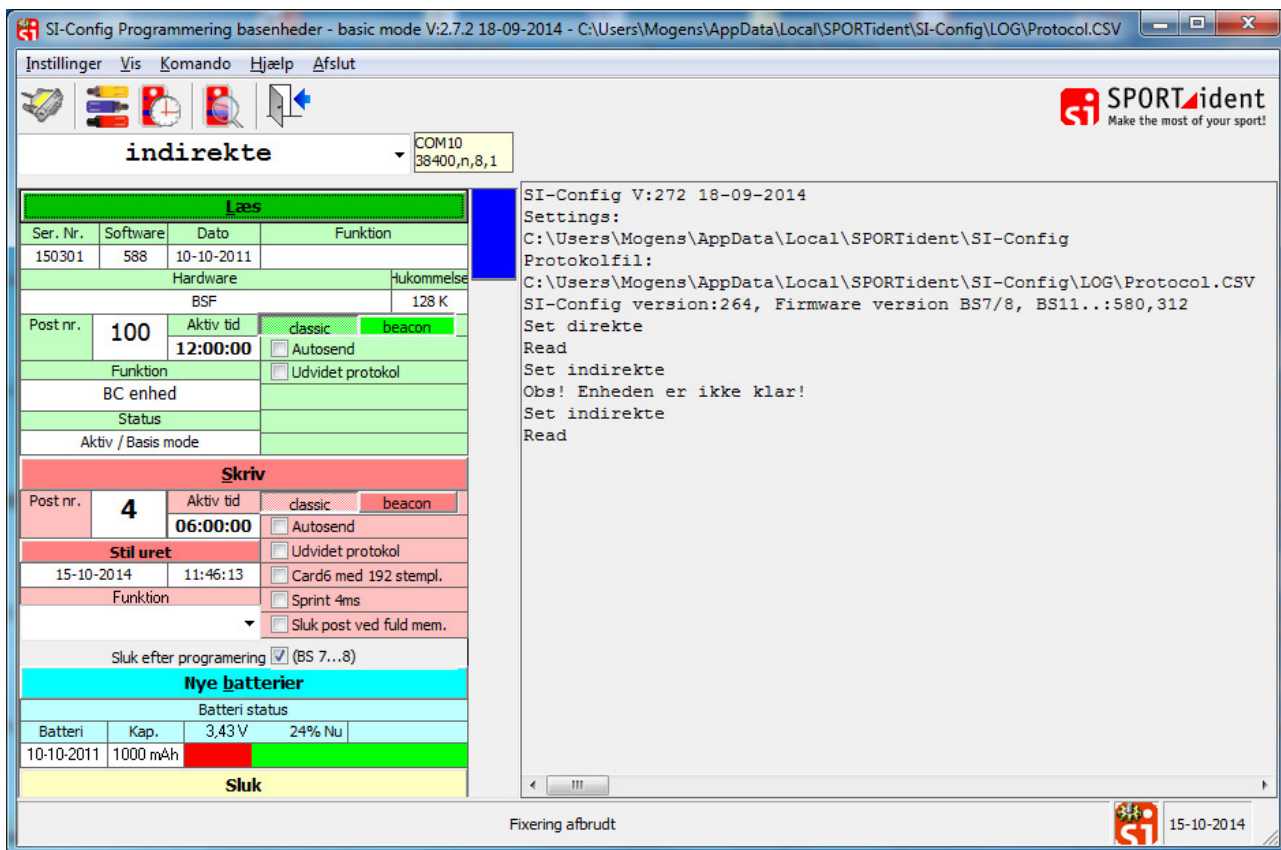 SI-Config Programmering basenheder - basic mode V:2.7.2 18-09-2014 - C:\Users\Mogens\AppData\Local\SPORTident\SI-Config\LOG\Protocol.CSV
Instillinger Vis Komando Hjælp Afslut
SPORTident
Make the most of your sport!
indirekte
COM10
38400,n,8,1
Læs
Ser. Nr. Software Dato Funktion
150301 588 10-10-2011
Hardware Hukommelse
BSF 128 K
Post nr. 100 Aktiv tid classic beacon
12:00:00 Autosend
Funktion Udvidet protokol
BC enhed
Status
Aktiv / Basis mode
Skriv
Post nr. 4 Aktiv tid classic beacon
06:00:00 Autosend
Stil uret Udvidet protokol
15-10-2014 11:46:13 Card6 med 192 stempl.
Funktion Sprint 4ms
Sluk post ved fuld mem.
Sluk efter programering (BS 7...8)
Nye batterier
Batteri status
Batteri Kap. 3,43 V 24% Nu
10-10-2011 1000 mAh
Sluk
SI-Config V:272 18-09-2014
Settings:
C:\Users\Mogens\AppData\Local\SPORTident\SI-Config
Protokolfil:
C:\Users\Mogens\AppData\Local\SPORTident\SI-Config\LOG\Protocol.CSV
SI-Config version:264, Firmware version BS7/8, BS11..:580,312
Set direkte
Read
Set indirekte
Obs! Enheden er ikke klar!
Set indirekte
Read
Fixering afbrudt
si
15-10-2014